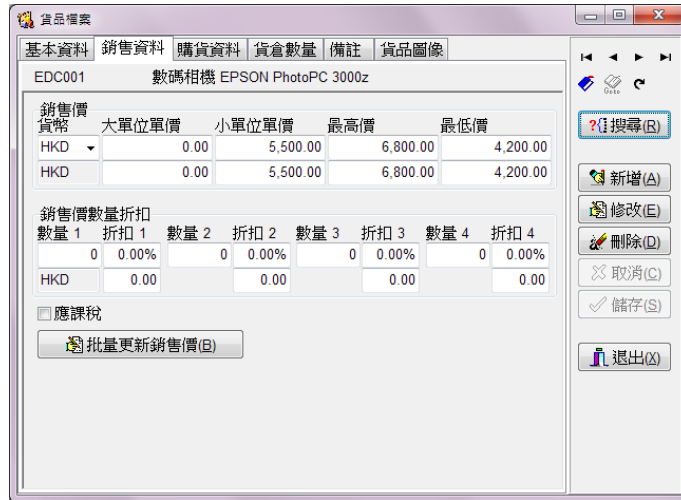 貨品檔案
基本資料 銷售資料 購貨資料 貨倉數量 備註 貨品圖像
EDC001 數碼相機 EPSON PhotoPC 3000z
銷售價
貨幣 大單位單價 小單位單價 最高價 最低價
HKD 0.00 5,500.00 6,800.00 4,200.00
HKD 0.00 5,500.00 6,800.00 4,200.00
銷售價數量折扣
數量 1 折扣 1 數量 2 折扣 2 數量 3 折扣 3 數量 4 折扣 4
0 0.00% 0 0.00% 0 0.00% 0 0.00%
HKD 0.00 0.00 0.00 0.00
應課稅
批量更新銷售價(B)
Goto
搜尋(R)
新增(A)
修改(E)
刪除(D)
取消(C)
儲存(S)
退出(X)